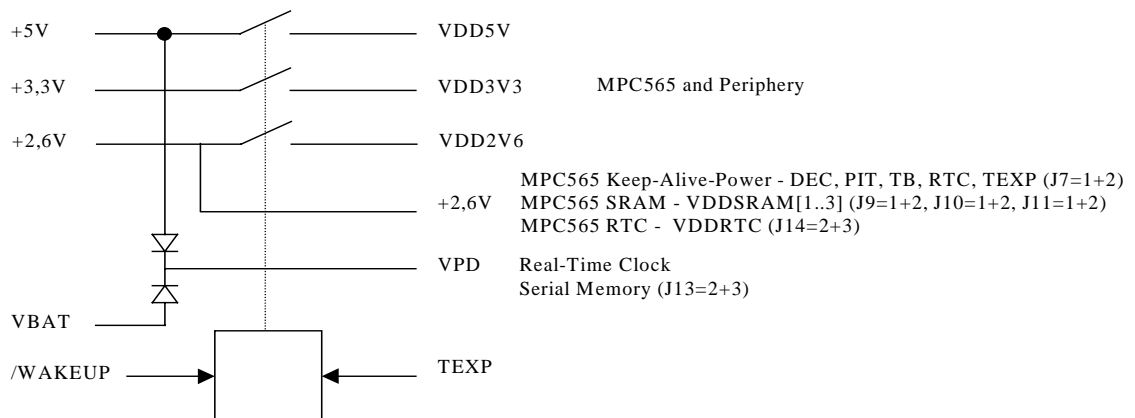 +5V VDD5V
+3,3V VDD3V3 MPC565 and Periphery
+2,6V VDD2V6
MPC565 Keep-Alive-Power - DEC, PIT, TB, RTC, TEXP (J7=1+2)
+2,6V MPC565 SRAM - VDDSRAM[1..3] (J9=1+2, J10=1+2, J11=1+2)
MPC565 RTC - VDDRTC (J14=2+3)
VPD Real-Time Clock
Serial Memory (J13=2+3)
VBAT
/WAKEUP TEXP